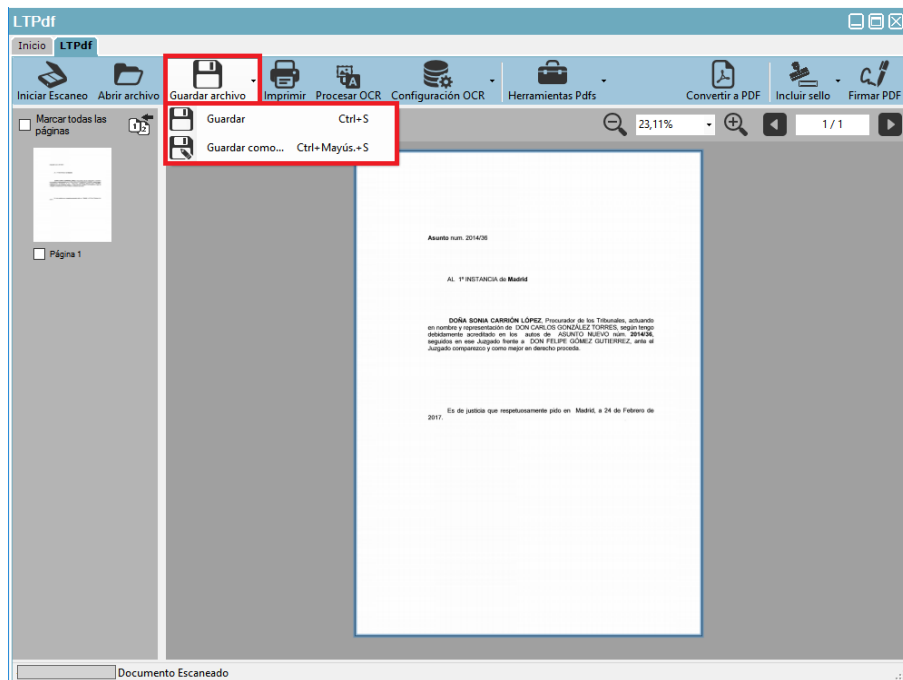 LTPdf
Inicio LTPdf
Iniciar Escaneo Abrir archivo Guardar archivo Imprimir Procesar OCR Configuración OCR Herramientas Pdfs Convertir a PDF Incluir sello Firmar PDF
Marcar todas las
páginas
Guardar Ctrl+S
Guardar como... Ctrl+Mayús.+S
23,11%
1 / 1
Página 1
Asunto num. 2014/36
AL 1ª INSTANCIA de Madrid
DOÑA SONIA CARRIÓN LÓPEZ, Procurador de los Tribunales, actuando
en nombre y representación de DON CARLOS GONZÁLEZ TORRES, según tengo
debidamente acreditado en los autos de ASUNTO NUEVO núm. 2014/36,
seguidos en ese Juzgado frente a DON FELIPE GÓMEZ GUTIERREZ, ante el
Juzgado comparezco y como mejor en derecho proceda.
Es de justicia que respetuosamente pido en Madrid, a 24 de Febrero de
2017.
Documento Escaneado